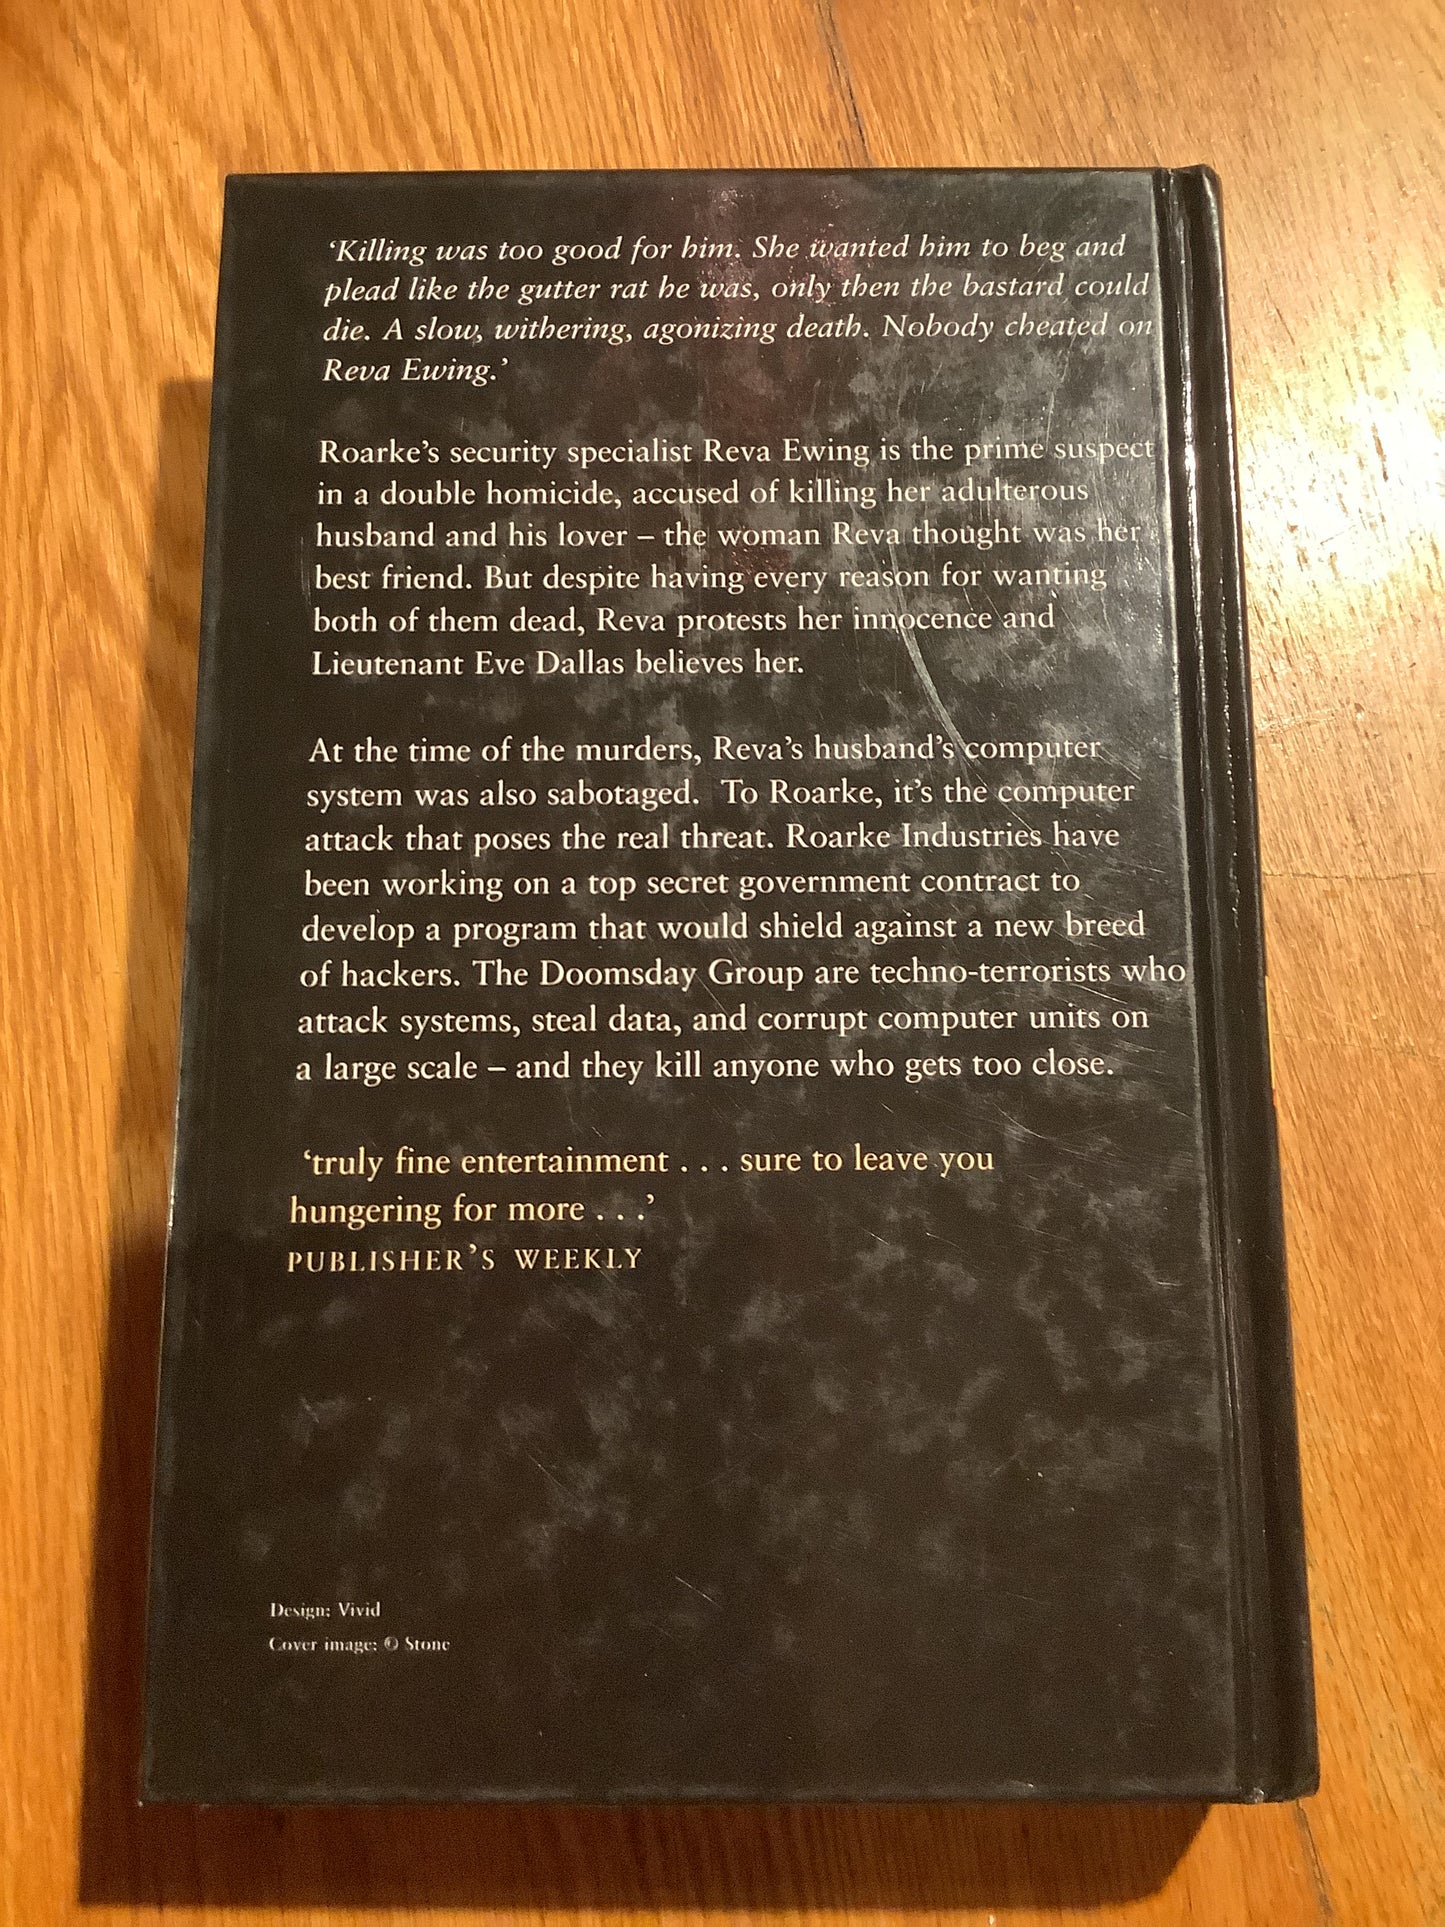 ‘Killing was too good for him. She wanted him to beg and
plead like the gutter rat he was, only then the bastard could
die. A slow, withering, agonizing death. Nobody cheated on
Reva Ewing.’
Roarke’s security specialist Reva Ewing is the prime suspect
in a double homicide, accused of killing her adulterous
husband and his lover – the woman Reva thought was her
best friend. But despite having every reason for wanting
both of them dead, Reva protests her innocence and
Lieutenant Eve Dallas believes her.
At the time of the murders, Reva’s husband’s computer
system was also sabotaged. To Roarke, it’s the computer
attack that poses the real threat. Roarke Industries have
been working on a top secret government contract to
develop a program that would shield against a new breed
of hackers. The Doomsday Group are techno-terrorists who
attack systems, steal data, and corrupt computer units on
a large scale – and they kill anyone who gets too close.
‘truly fine entertainment . . . sure to leave you
hungering for more . . .’
PUBLISHER’S WEEKLY
Design: Vivid
Cover image: © Stone